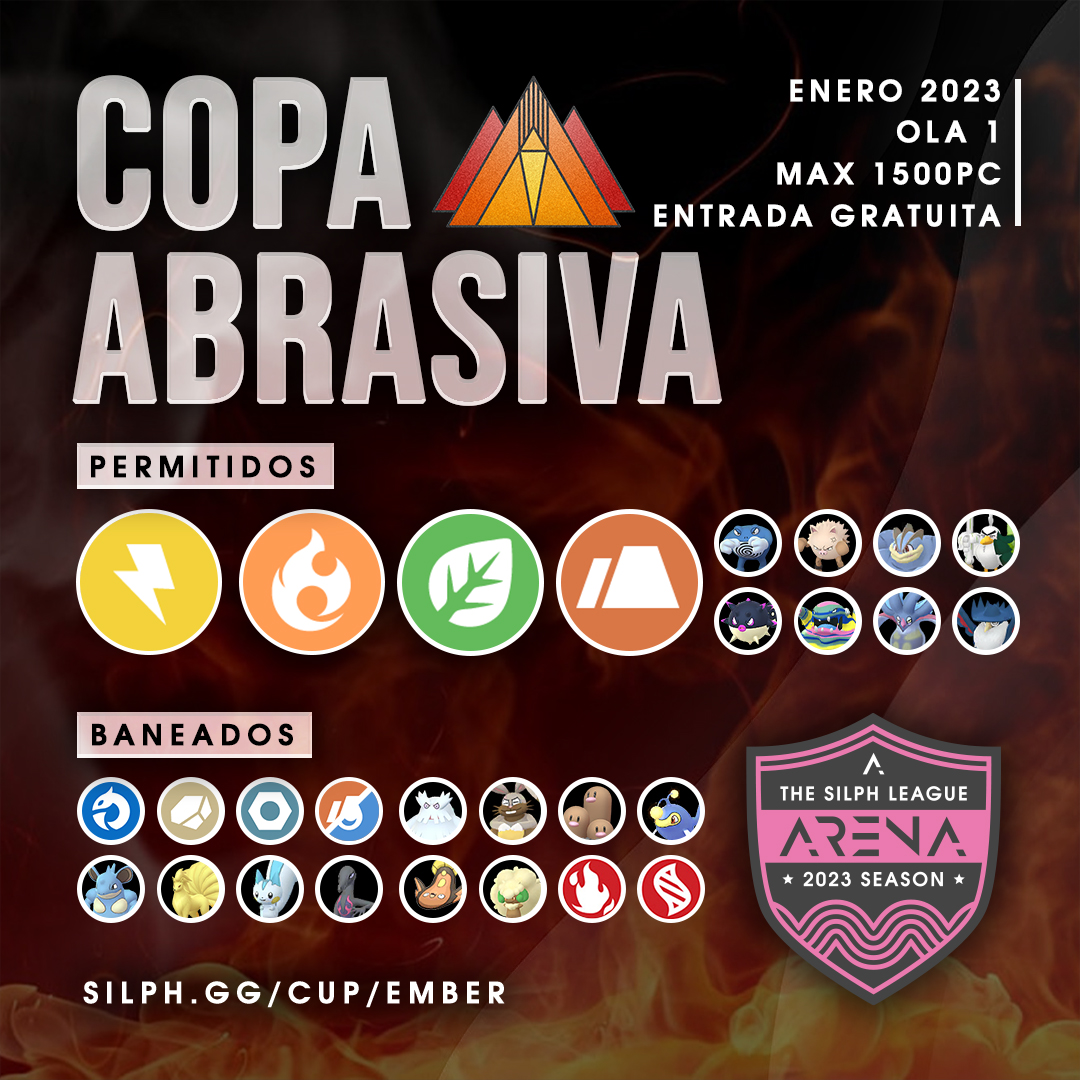 COPA
ABRASIVA
ENERO 2023
OLA 1
MAX 1500PC
ENTRADA GRATUITA
PERMITIDOS
BANEADOS
THE SILPH LEAGUE
ARENA
★ 2023 SEASON ★
SILPH.GG/CUP/EMBER